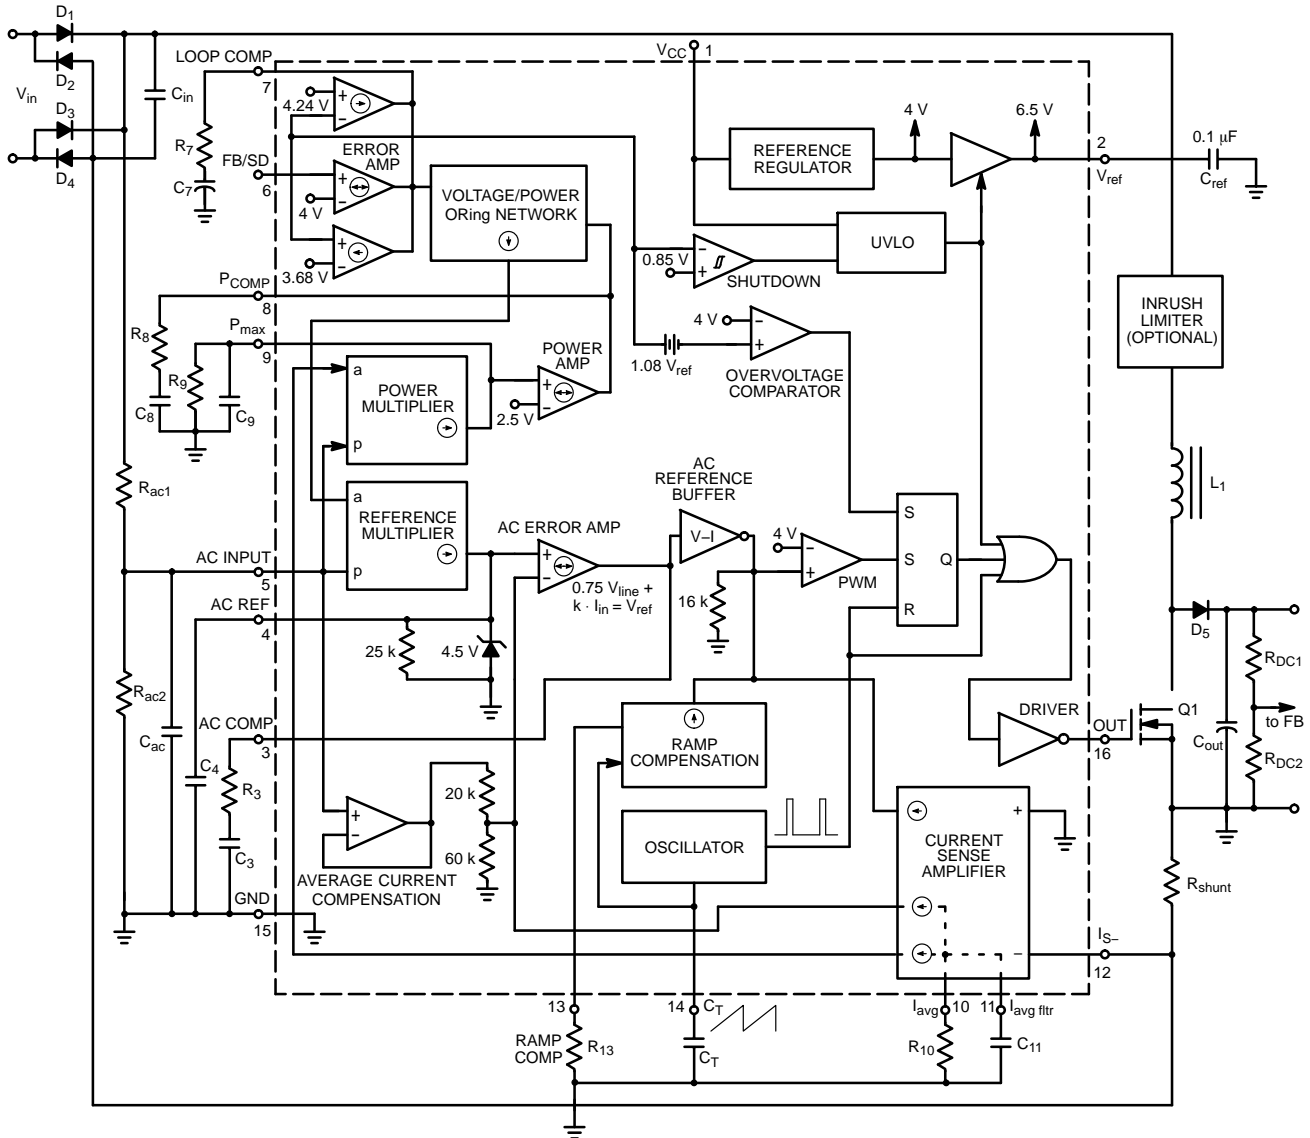 D1
D2
Vin
D3
D4
Cin
LOOP COMP
7
R7
C7
4.24 V
+
−
ERROR
AMP
FB/SD
6
+
−
4 V
+
−
3.68 V
VOLTAGE/POWER
ORing NETWORK
VCC
1
REFERENCE
REGULATOR
4 V
6.5 V
2
Vref
0.1 µF
Cref
UVLO
−
+
0.85 V
SHUTDOWN
4 V
−
+
1.08 Vref
OVERVOLTAGE
COMPARATOR
INRUSH
LIMITER
(OPTIONAL)
PCOMP
8
R8
Pmax
9
R9
C8
C9
a
POWER
MULTIPLIER
p
POWER
AMP
+
−
2.5 V
Rac1
a
REFERENCE
MULTIPLIER
p
AC ERROR AMP
+
−
0.75 Vline +
k · Iin = Vref
AC
REFERENCE
BUFFER
V–I
4 V
−
+
PWM
16 k
S
S
Q
R
L1
D5
AC INPUT
5
AC REF
4
25 k
4.5 V
Rac2
Cac
AC COMP
3
C4
R3
C3
RAMP
COMPENSATION
DRIVER
OUT
16
Q1
Cout
RDC1
to FB
RDC2
+
−
20 k
60 k
AVERAGE CURRENT
COMPENSATION
OSCILLATOR
+
CURRENT
SENSE
AMPLIFIER
−
Rshunt
GND
15
IS−
12
13
RAMP
COMP
R13
14
CT
CT
Iavg
10
R10
11
Iavg fltr
C11